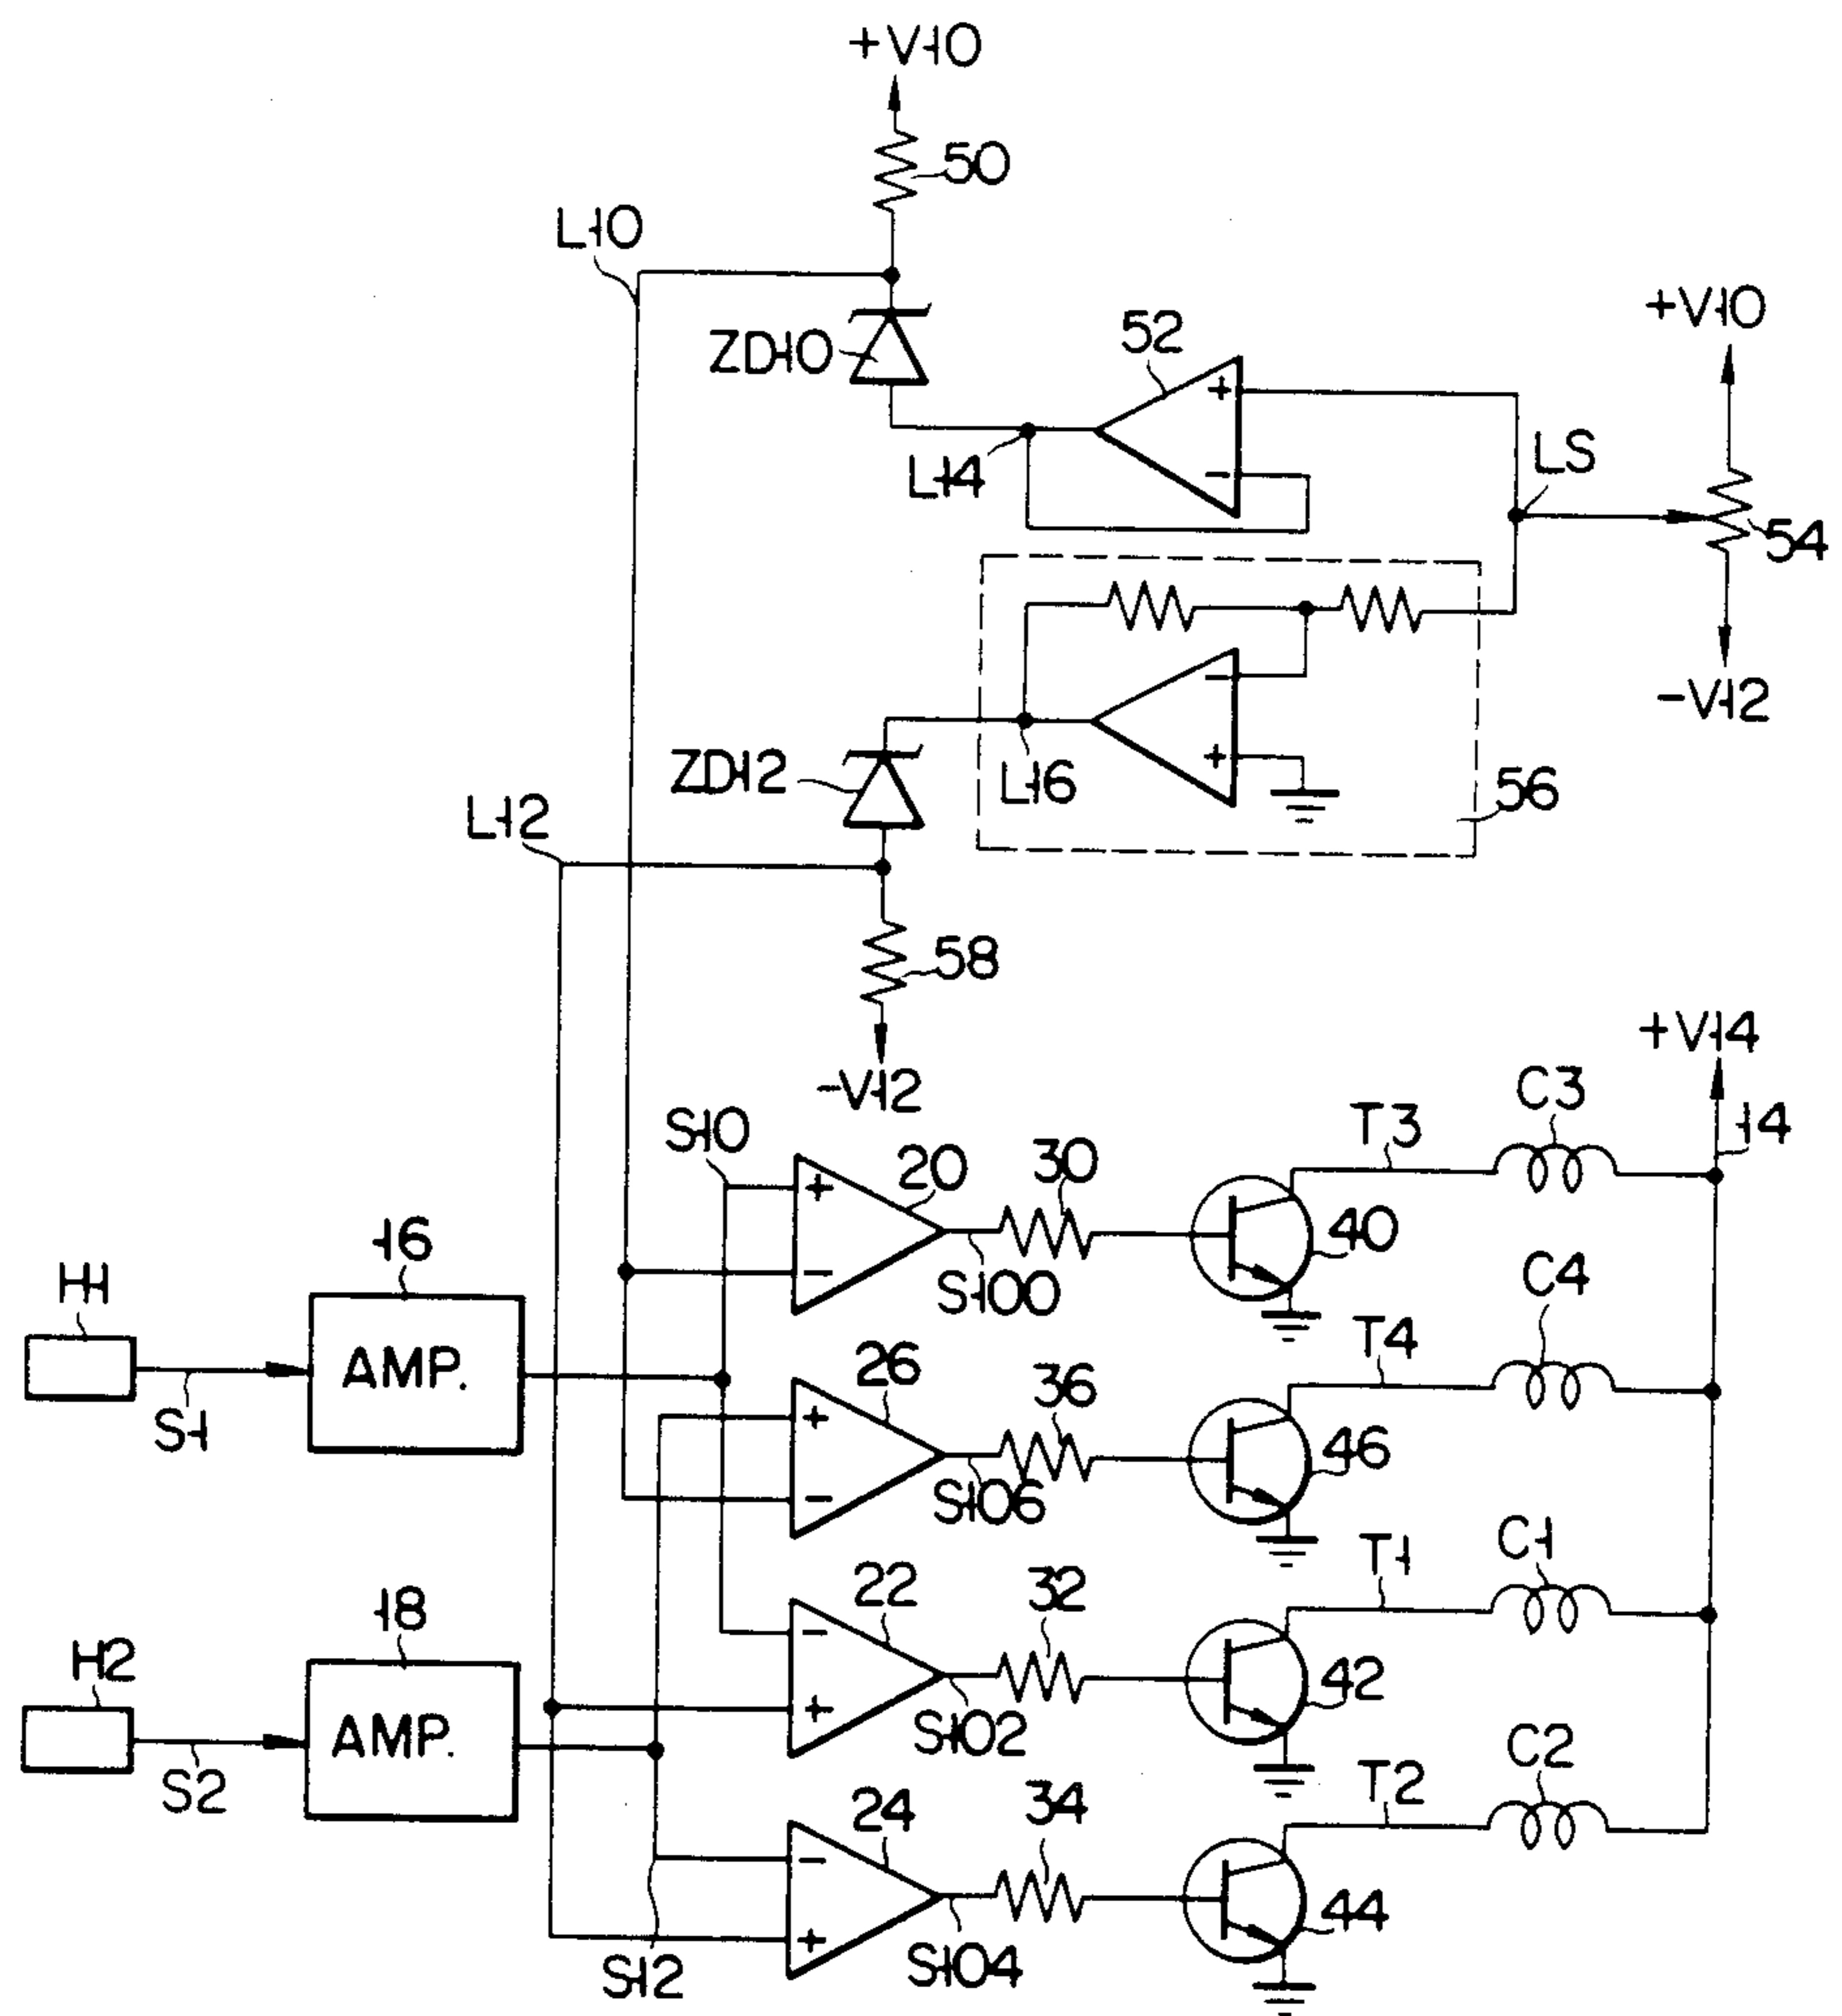 +V10
50
L10
+V10
ZD10
52
+
−
L14
LS
54
−
+
−V12
ZD12
L16
56
L12
58
−V12
+V14
14
S10
+
−
20
30
S100
40
T3
C3
H1
S1
16
AMP.
26
+
−
36
S106
46
T4
C4
H2
S2
18
AMP.
22
−
+
32
S102
42
T1
C1
24
−
+
34
S104
44
T2
C2
S12